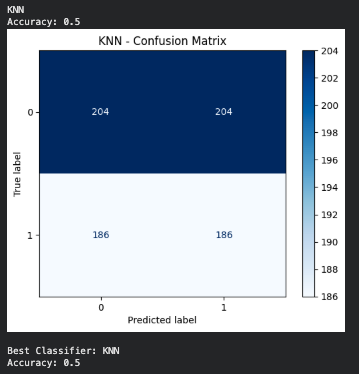 KNN
Accuracy: 0.5
KNN - Confusion Matrix
204
202
200
198
196
194
192
190
188
186
True label
0
204 204
1
186 186
0 1
Predicted label
Best Classifier: KNN
Accuracy: 0.5